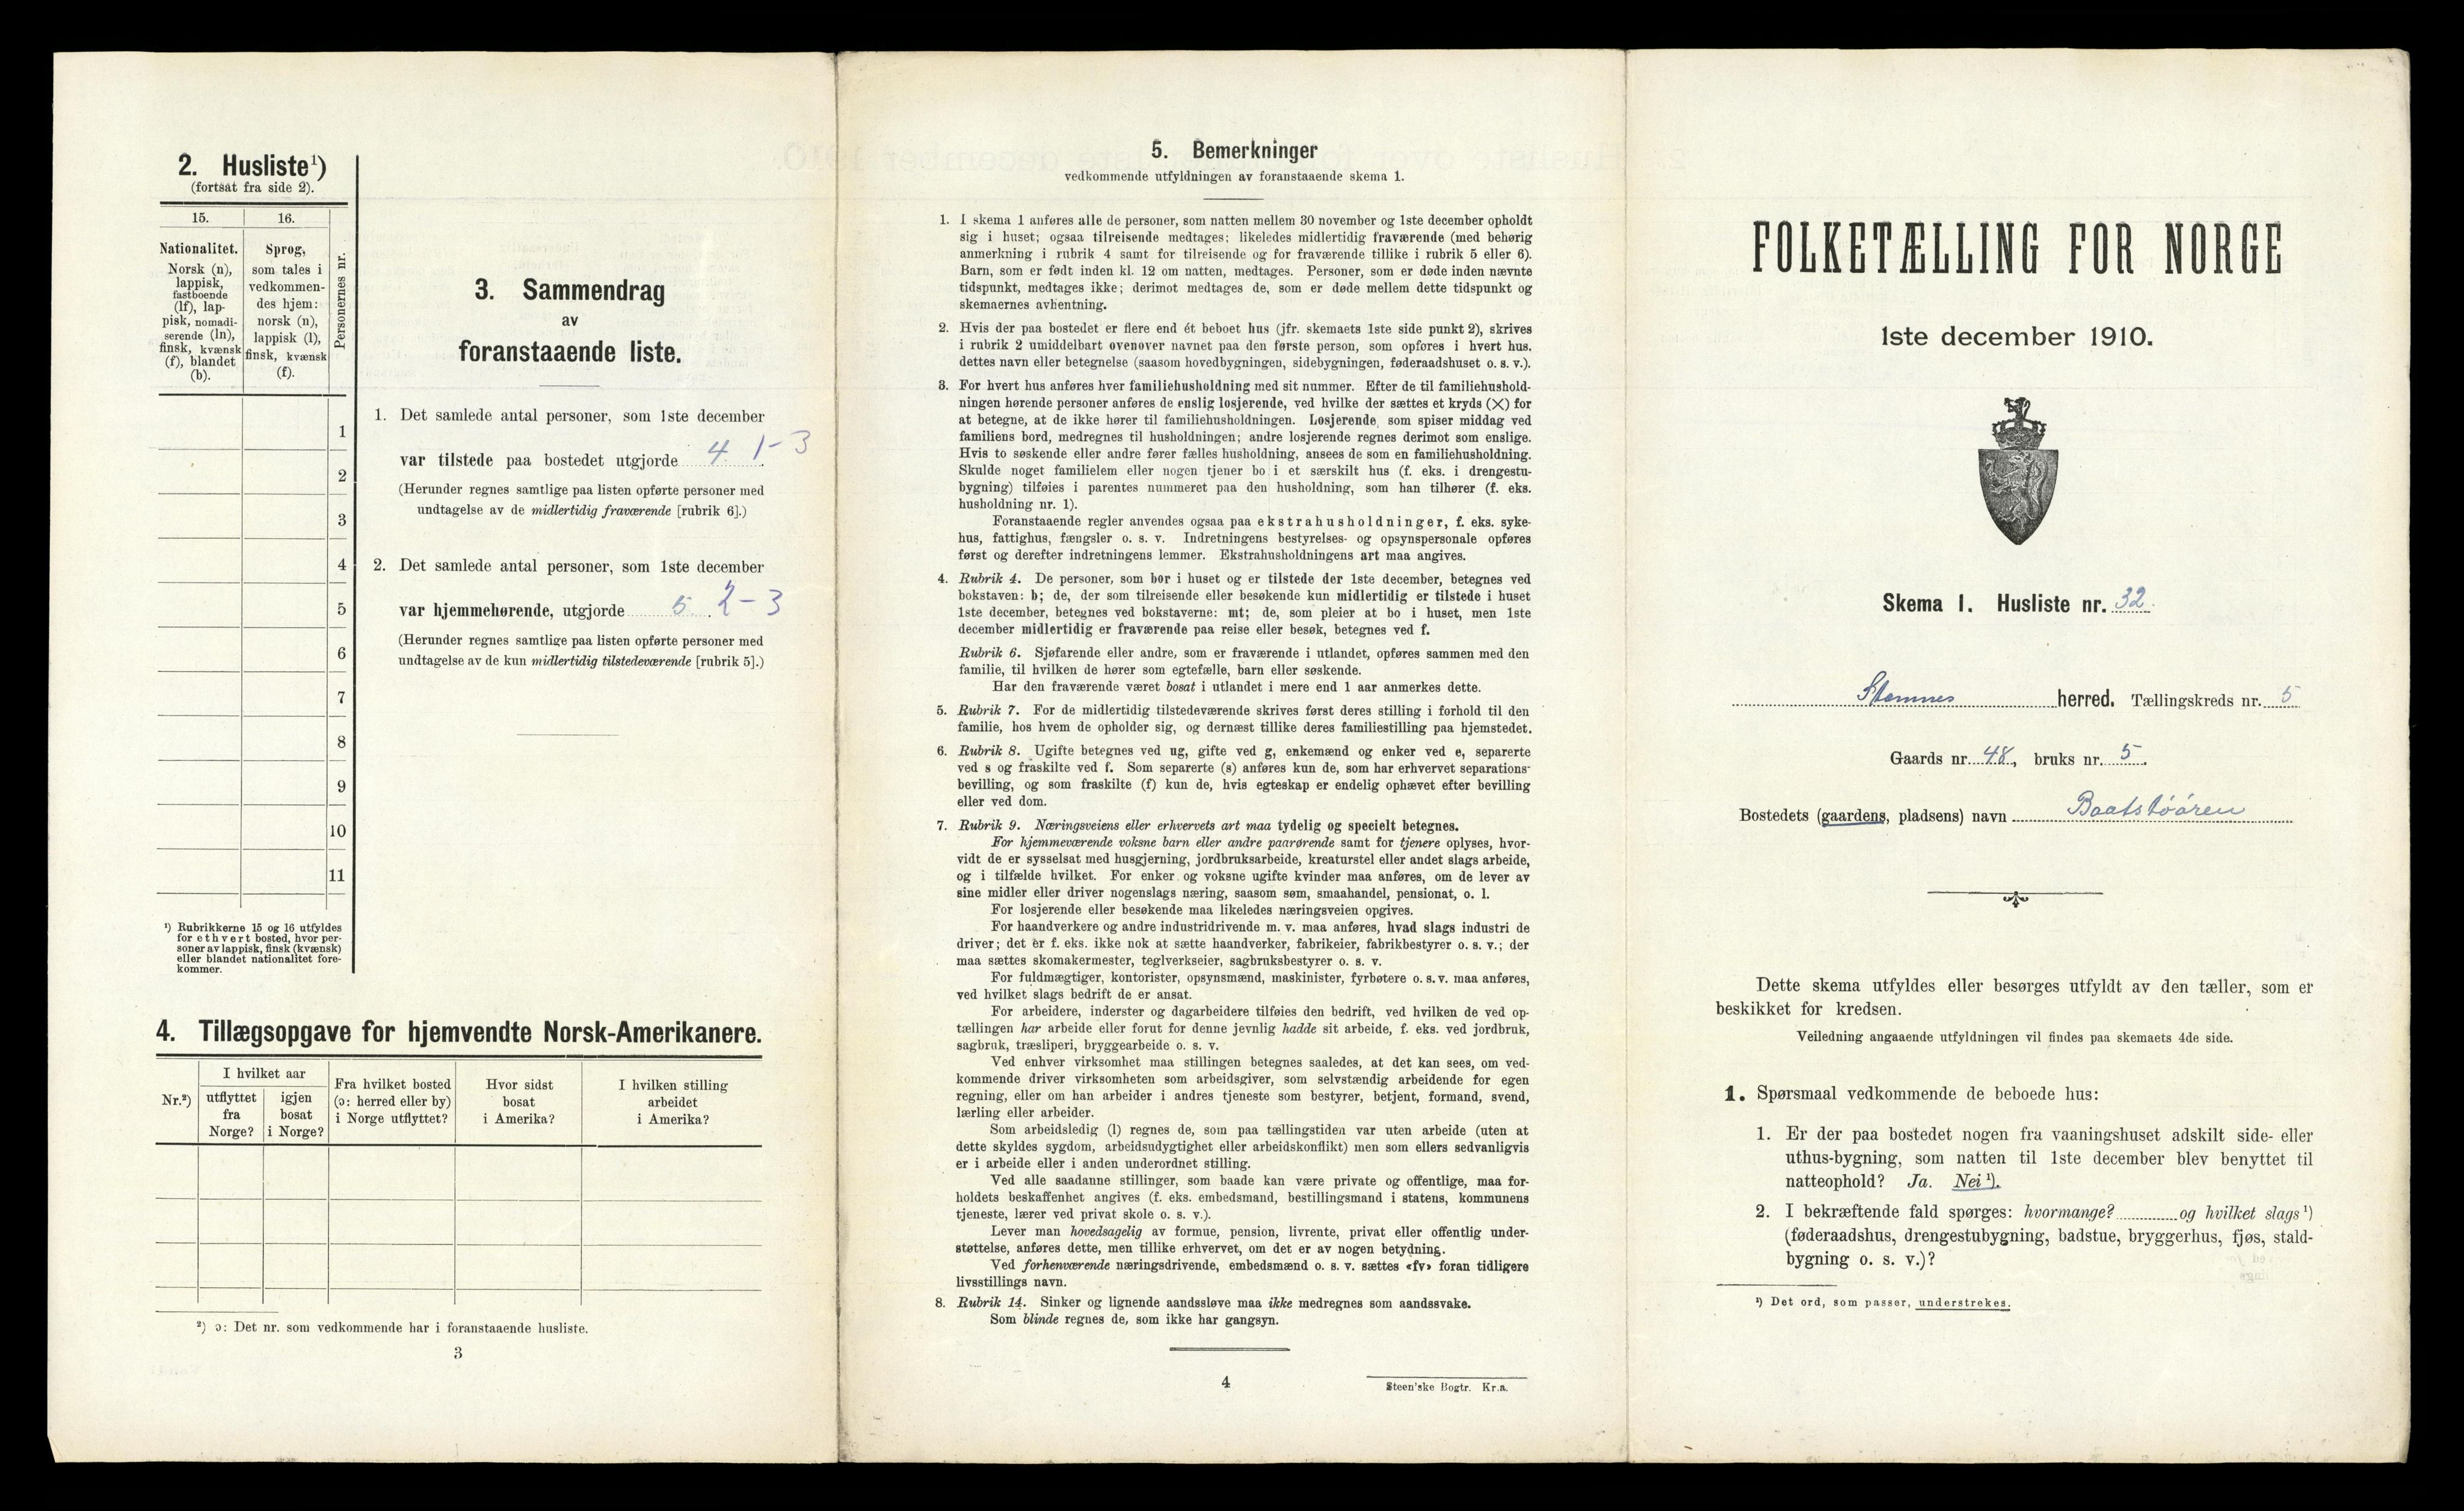 2. Husliste¹)
(fortsat fra side 2).
15. 16.
Nationalitet.
Norsk (n),
lappisk,
fastboende
(lf), lap-
pisk, nomadi-
serende (ln),
finsk, kvænsk
(f), blandet
(b).
Sprog,
som tales i
vedkommen-
des hjem:
norsk (n),
lappisk (l),
finsk, kvænsk
(f).
Personernes nr.
1
2
3
4
5
6
7
8
9
10
11
¹) Rubrikkerne 15 og 16 utfyldes
for ethvert bosted, hvor per-
soner av lappisk, finsk (kvænsk)
eller blandet nationalitet fore-
kommer.
3. Sammendrag
av
foranstaaende liste.
1. Det samlede antal personer, som 1ste december
var tilstede paa bostedet utgjorde 4. 1-3
(Herunder regnes samtlige paa listen opførte personer med
undtagelse av de midlertidig fraværende [rubrik 6].)
2. Det samlede antal personer, som 1ste december
var hjemmehørende, utgjorde 5. 2-3
(Herunder regnes samtlige paa listen opførte personer med
undtagelse av de kun midlertidig tilstedeværende [rubrik 5].)
4. Tillægsopgave for hjemvendte Norsk-Amerikanere.
Nr.²)
I hvilket aar
utflyttet
fra
Norge?
igjen
bosat
i Norge?
Fra hvilket bosted
(ɔ: herred eller by)
i Norge utflyttet?
Hvor sidst
bosat
i Amerika?
I hvilken stilling
arbeidet
i Amerika?
²) ɔ: Det nr. som vedkommende har i foranstaaende husliste.
3
5. Bemerkninger
vedkommende utfyldningen av foranstaaende skema 1.
1. I skema 1 anføres alle de personer, som natten mellem 30 november og 1ste december opholdt
sig i huset; ogsaa tilreisende medtages; likeledes midlertidig fraværende (med behørig
anmerkning i rubrik 4 samt for tilreisende og for fraværende tillike i rubrik 5 eller 6).
Barn, som er født inden kl. 12 om natten, medtages. Personer, som er døde inden nævnte
tidspunkt, medtages ikke; derimot medtages de, som er døde mellem dette tidspunkt og
skemaernes avhentning.
2. Hvis der paa bostedet er flere end ét beboet hus (jfr. skemaets 1ste side punkt 2), skrives
i rubrik 2 umiddelbart ovenover navnet paa den første person, som opføres i hvert hus,
dettes navn eller betegnelse (saasom hovedbygningen, sidebygningen, føderaadshuset o. s. v.).
3. For hvert hus anføres hver familiehusholdning med sit nummer. Efter de til familiehushold-
ningen hørende personer anføres de enslig losjerende, ved hvilke der sættes et kryds (×) for
at betegne, at de ikke hører til familiehusholdningen. Losjerende, som spiser middag ved
familiens bord, medregnes til husholdningen; andre losjerende regnes derimot som enslige.
Hvis to søskende eller andre fører fælles husholdning, ansees de som en familiehusholdning.
Skulde noget familielem eller nogen tjener bo i et særskilt hus (f. eks. i drengestu-
bygning) tilføies i parentes nummeret paa den husholdning, som han tilhører (f. eks.
husholdning nr. 1).
Foranstaaende regler anvendes ogsaa paa ekstrahusholdninger, f. eks. syke-
hus, fattighus, fængsler o. s. v. Indretningens bestyrelses- og opsynspersonale opføres
først og derefter indretningens lemmer. Ekstrahusholdningens art maa angives.
4. Rubrik 4. De personer, som bor i huset og er tilstede der 1ste december, betegnes ved
bokstaven: b; de, der som tilreisende eller besøkende kun midlertidig er tilstede i huset
1ste december, betegnes ved bokstaverne: mt; de, som pleier at bo i huset, men 1ste
december midlertidig er fraværende paa reise eller besøk, betegnes ved f.
Rubrik 6. Sjøfarende eller andre, som er fraværende i utlandet, opføres sammen med den
familie, til hvilken de hører som egtefælle, barn eller søskende.
Har den fraværende været bosat i utlandet i mere end 1 aar anmerkes dette.
5. Rubrik 7. For de midlertidig tilstedeværende skrives først deres stilling i forhold til den
familie, hos hvem de opholder sig, og dernæst tillike deres familiestilling paa hjemstedet.
6. Rubrik 8. Ugifte betegnes ved ug, gifte ved g, enkemænd og enker ved e, separerte
ved s og fraskilte ved f. Som separerte (s) anføres kun de, som har erhvervet separations-
bevilling, og som fraskilte (f) kun de, hvis egteskap er endelig ophævet efter bevilling
eller ved dom.
7. Rubrik 9. Næringsveiens eller erhvervets art maa tydelig og specielt betegnes.
For hjemmeværende voksne barn eller andre paarørende samt for tjenere oplyses, hvor-
vidt de er sysselsat med husgjerning, jordbruksarbeide, kreaturstel eller andet slags arbeide,
og i tilfælde hvilket. For enker og voksne ugifte kvinder maa anføres, om de lever av
sine midler eller driver nogenslags næring, saasom søm, smaahandel, pensionat, o. l.
For losjerende eller besøkende maa likeledes næringsveien opgives.
For haandverkere og andre industridrivende m. v. maa anføres, hvad slags industri de
driver; det er f. eks. ikke nok at sætte haandverker, fabrikeier, fabrikbestyrer o. s. v.; der
maa sættes skomakermester, teglverkseier, sagbruksbestyrer o. s. v.
For fuldmægtiger, kontorister, opsynsmænd, maskinister, fyrbøtere o. s. v. maa anføres,
ved hvilket slags bedrift de er ansat.
For arbeidere, inderster og dagarbeidere tilføies den bedrift, ved hvilken de ved op-
tællingen har arbeide eller forut for denne jevnlig hadde sit arbeide, f. eks. ved jordbruk,
sagbruk, træsliperi, bryggearbeide o. s. v.
Ved enhver virksomhet maa stillingen betegnes saaledes, at det kan sees, om ved-
kommende driver virksomheten som arbeidsgiver, som selvstændig arbeidende for egen
regning, eller om han arbeider i andres tjeneste som bestyrer, betjent, formand, svend,
lærling eller arbeider.
Som arbeidsledig (l) regnes de, som paa tællingstiden var uten arbeide (uten at
dette skyldes sygdom, arbeidsudygtighet eller arbeidskonflikt) men som ellers sedvanligvis
er i arbeide eller i anden underordnet stilling.
Ved alle saadanne stillinger, som baade kan være private og offentlige, maa for-
holdets beskaffenhet angives (f. eks. embedsmand, bestillingsmand i statens, kommunens
tjeneste, lærer ved privat skole o. s. v.).
Lever man hovedsagelig av formue, pension, livrente, privat eller offentlig under-
støttelse, anføres dette, men tillike erhvervet, om det er av nogen betydning.
Ved forhenværende næringsdrivende, embedsmænd o. s. v. sættes «fv» foran tidligere
livsstillings navn.
8. Rubrik 14. Sinker og lignende aandssløve maa ikke medregnes som aandssvake.
Som blinde regnes de, som ikke har gangsyn.
4
Steen'ske Bogtr. Kr.a.
FOLKETÆLLING FOR NORGE
1ste december 1910.
Skema 1. Husliste nr. 32.
Stamnes herred. Tællingskreds nr. 5
Gaards nr. 48, bruks nr. 5.
Bostedets (gaardens, pladsens) navn Baatstøåren
Dette skema utfyldes eller besørges utfyldt av den tæller, som er
beskikket for kredsen.
Veiledning angaaende utfyldningen vil findes paa skemaets 4de side.
1. Spørsmaal vedkommende de beboede hus:
1. Er der paa bostedet nogen fra vaaningshuset adskilt side- eller
uthus-bygning, som natten til 1ste december blev benyttet til
natteophold? Ja. Nei ¹).
2. I bekræftende fald spørges: hvormange? og hvilket slags ¹)
(føderaadshus, drengestubygning, badstue, bryggerhus, fjøs, stald-
bygning o. s. v.)?
¹) Det ord, som passer, understrekes.